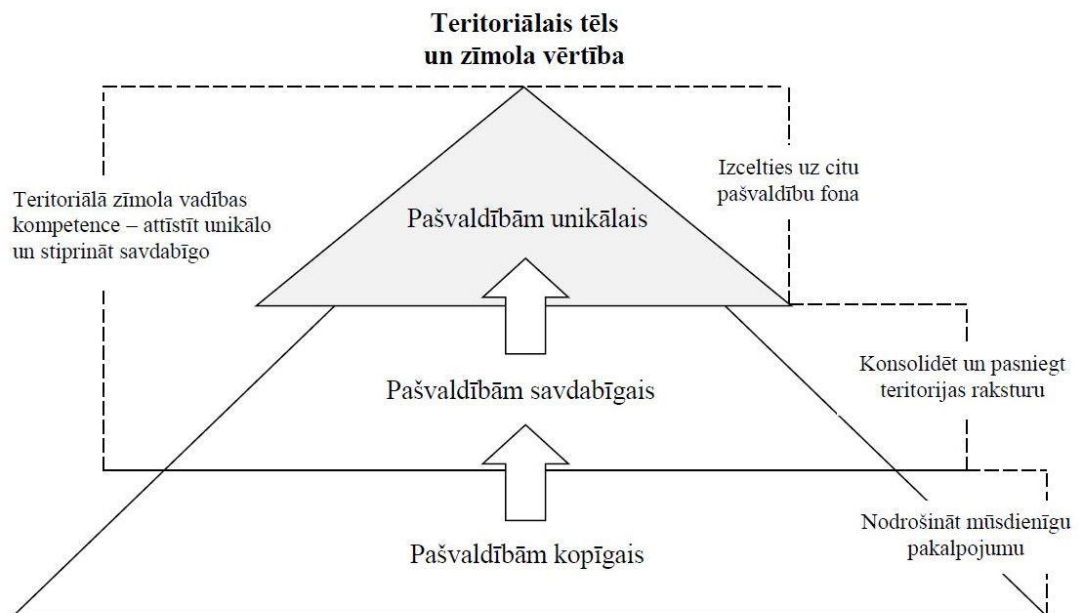 Teritoriālais tēls
un zīmola vērtība
Teritoriālā zīmola vadības
kompetence – attīstīt unikālo
un stiprināt savdabīgo
Izcelties uz citu
pašvaldību fona
Pašvaldībām unikālais
Konsolidēt un pasniegt
teritorijas raksturu
Pašvaldībām savdabīgais
Nodrošināt mūsdienīgu
pakalpojumu
Pašvaldībām kopīgais